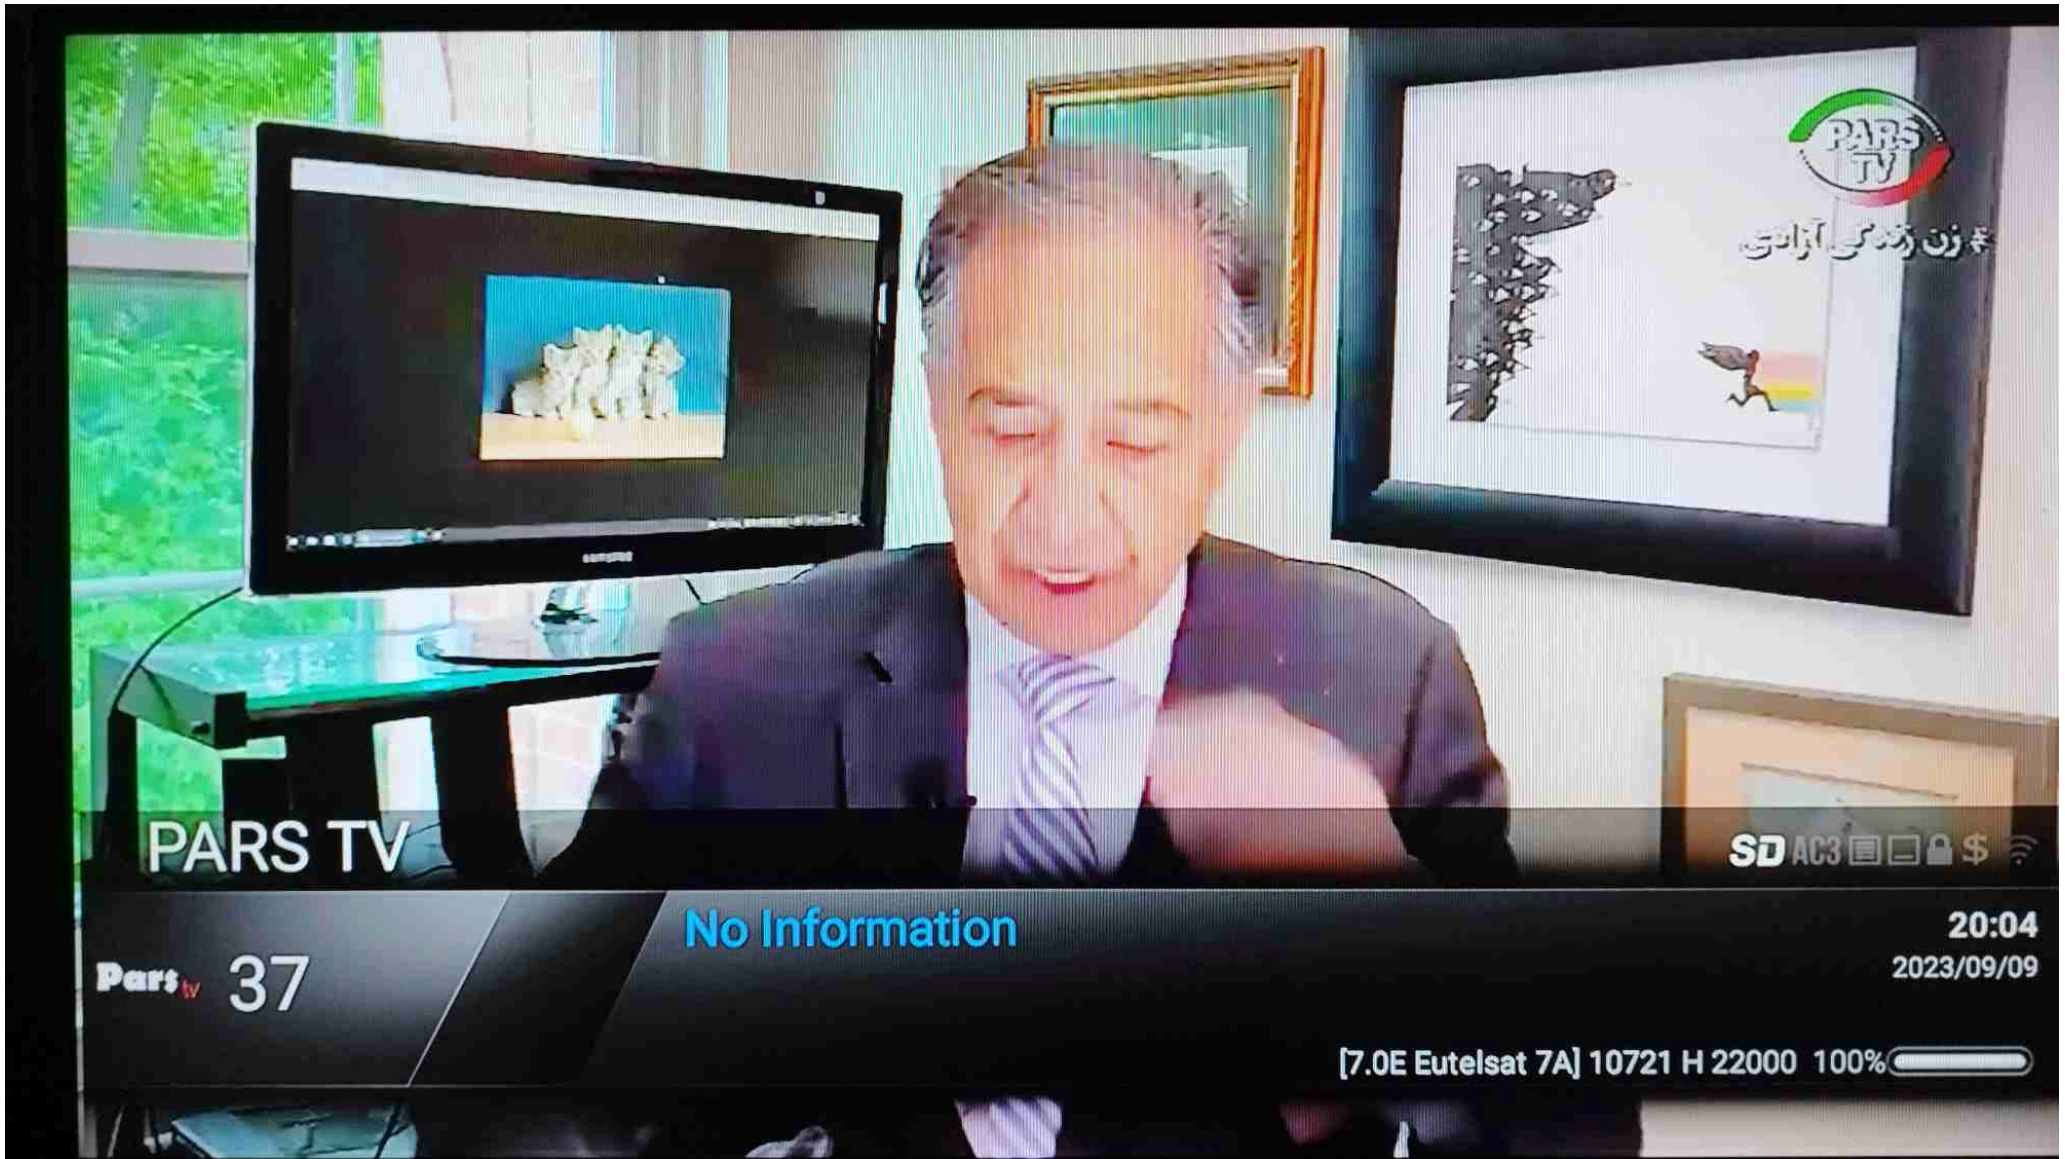 PARS
TV
# زن زندگی آزادی
SAMSUNG
PARS TV
SD AC3 $
Pars tv 37
No Information
20:04
2023/09/09
[7.0E Eutelsat 7A] 10721 H 22000 100%